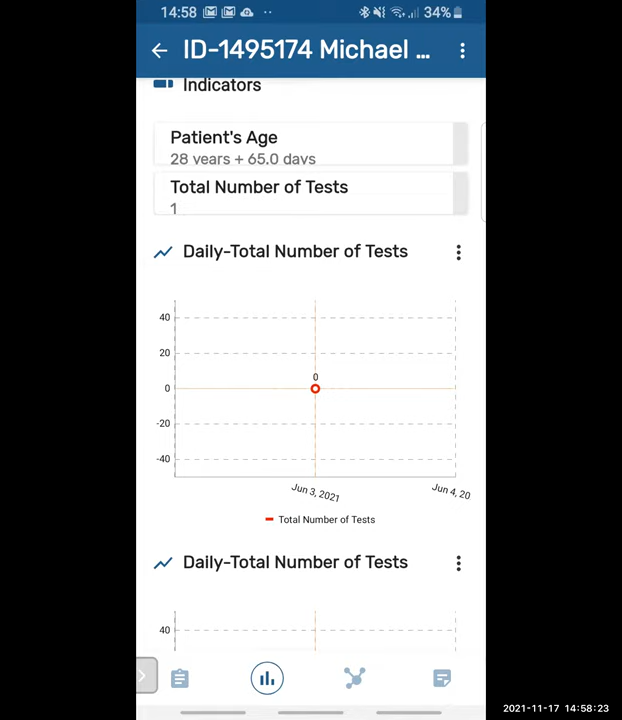 14:58 34%
ID-1495174 Michael ...
Indicators
Patient's Age
28 years + 65.0 days
Total Number of Tests
1
Daily-Total Number of Tests
40
20
0
0
-20
-40
Jun 3, 2021
Jun 4, 20
Total Number of Tests
Daily-Total Number of Tests
40
2021-11-17 14:58:23